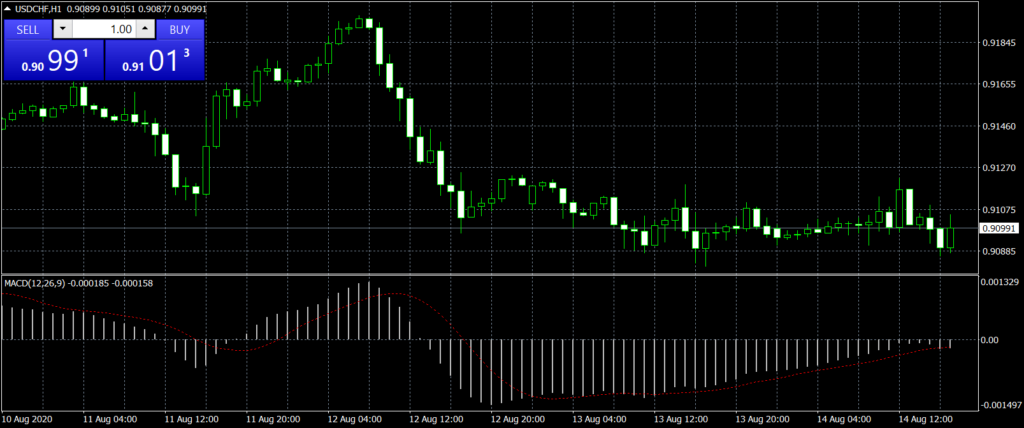 USDCHF,H1 0.90899 0.91051 0.90877 0.90991
SELL 1.00 BUY
0.90 99 1 0.91 01 3
0.91845
0.91655
0.91460
0.91270
0.91075
0.90991
0.90885
MACD(12,26,9) -0.000185 -0.000158
0.001329
0.00
-0.001497
10 Aug 2020 11 Aug 04:00 11 Aug 12:00 11 Aug 20:00 12 Aug 04:00 12 Aug 12:00 12 Aug 20:00 13 Aug 04:00 13 Aug 12:00 13 Aug 20:00 14 Aug 04:00 14 Aug 12:00